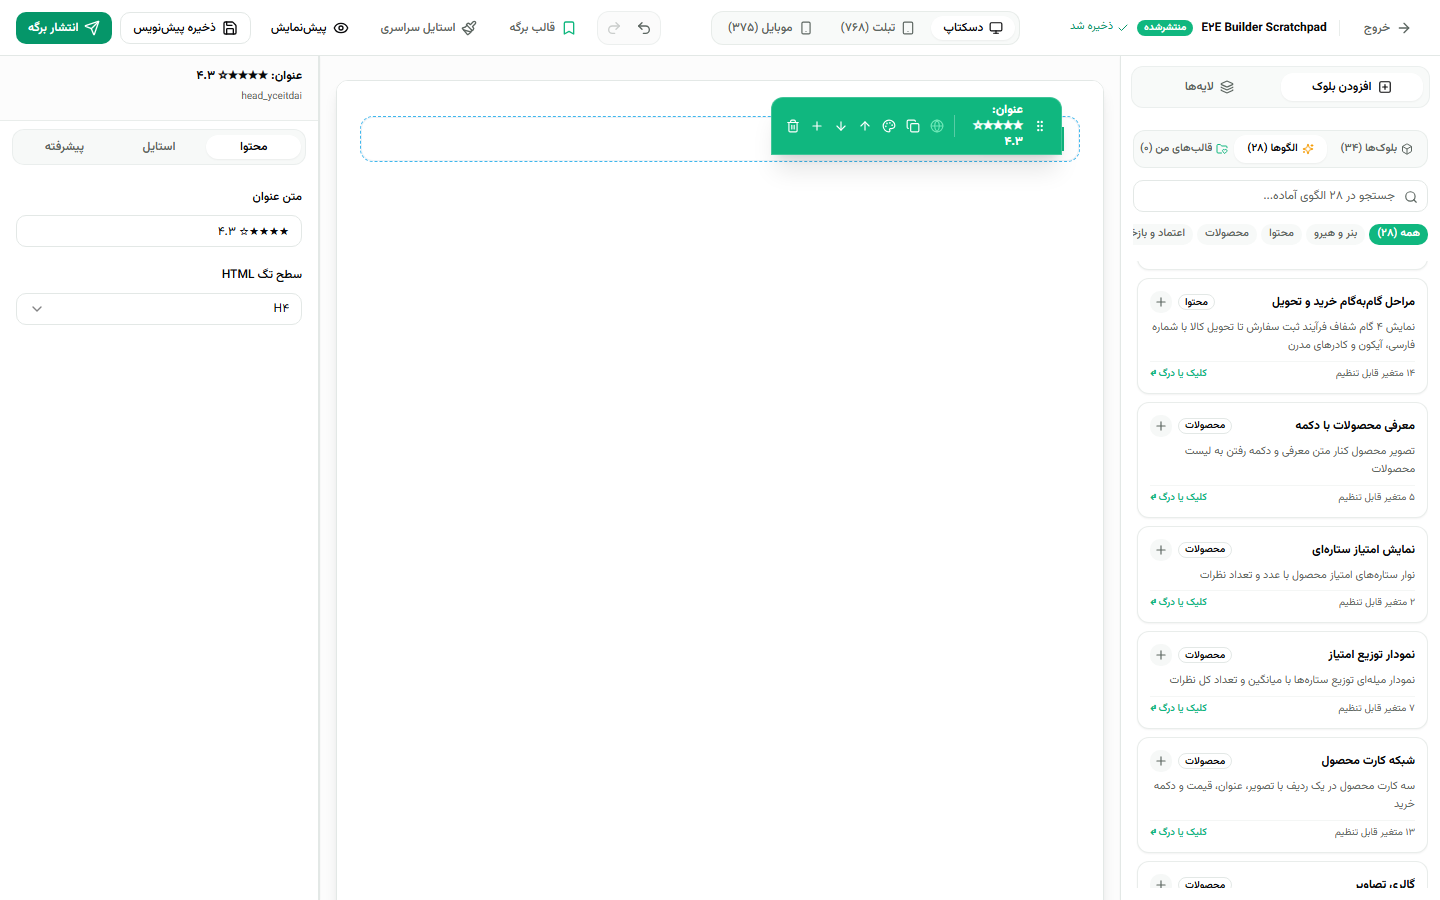 خروج
E۲E Builder Scratchpad
منتشرشده
ذخیره شد
دسکتاپ
تبلت (۷۶۸)
موبایل (۳۷۵)
قالب برگه
استایل سراسری
پیش‌نمایش
ذخیره پیش‌نویس
انتشار برگه
افزودن بلوک
لایه‌ها
بلوک‌ها (۳۴)
الگوها (۲۸)
قالب‌های من (۰)
جستجو در ۲۸ الگوی آماده...
همه (۲۸)
بنر و هیرو
محتوا
محصولات
اعتماد و بازخ
مراحل گام‌به‌گام خرید و تحویل
محتوا
نمایش ۴ گام شفاف فرآیند ثبت سفارش تا تحویل کالا با شماره
فارسی، آیکون و کادرهای مدرن
۱۴ متغیر قابل تنظیم
کلیک یا درگ
معرفی محصولات با دکمه
محصولات
تصویر محصول کنار متن معرفی و دکمه رفتن به لیست
محصولات
۵ متغیر قابل تنظیم
کلیک یا درگ
نمایش امتیاز ستاره‌ای
محصولات
نوار ستاره‌های امتیاز محصول با عدد و تعداد نظرات
۲ متغیر قابل تنظیم
کلیک یا درگ
نمودار توزیع امتیاز
محصولات
نمودار میله‌ای توزیع ستاره‌ها با میانگین و تعداد کل نظرات
۷ متغیر قابل تنظیم
کلیک یا درگ
شبکه کارت محصول
محصولات
سه کارت محصول در یک ردیف با تصویر، عنوان، قیمت و دکمه
خرید
۱۳ متغیر قابل تنظیم
کلیک یا درگ
گالری تصاویر
محصولات
عنوان:
★★★★☆
۴.۳
عنوان: ★★★★☆ ۴.۳
head_yceitdai
محتوا
استایل
پیشرفته
متن عنوان
★★★★☆ ۴.۳
سطح تگ HTML
H۴